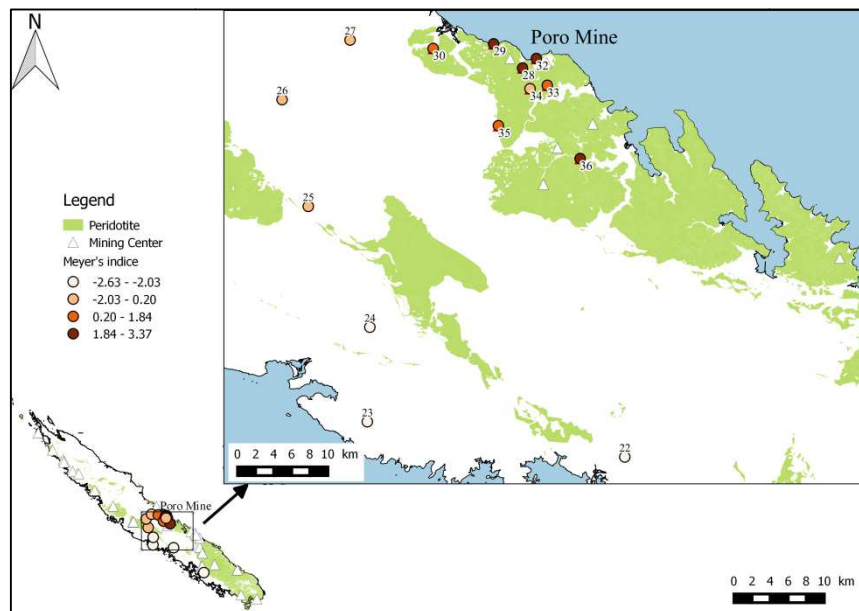 N
27
29
Poro Mine
30
32
28
26
34
33
35
36
25
Legend
Peridotite
Mining Center
Meyer's indice
-2.63 - -2.03
-2.03 - 0.20
0.20 - 1.84
1.84 - 3.37
24
23
22
0 2 4 6 8 10 km
Poro Mine
0 2 4 6 8 10 km